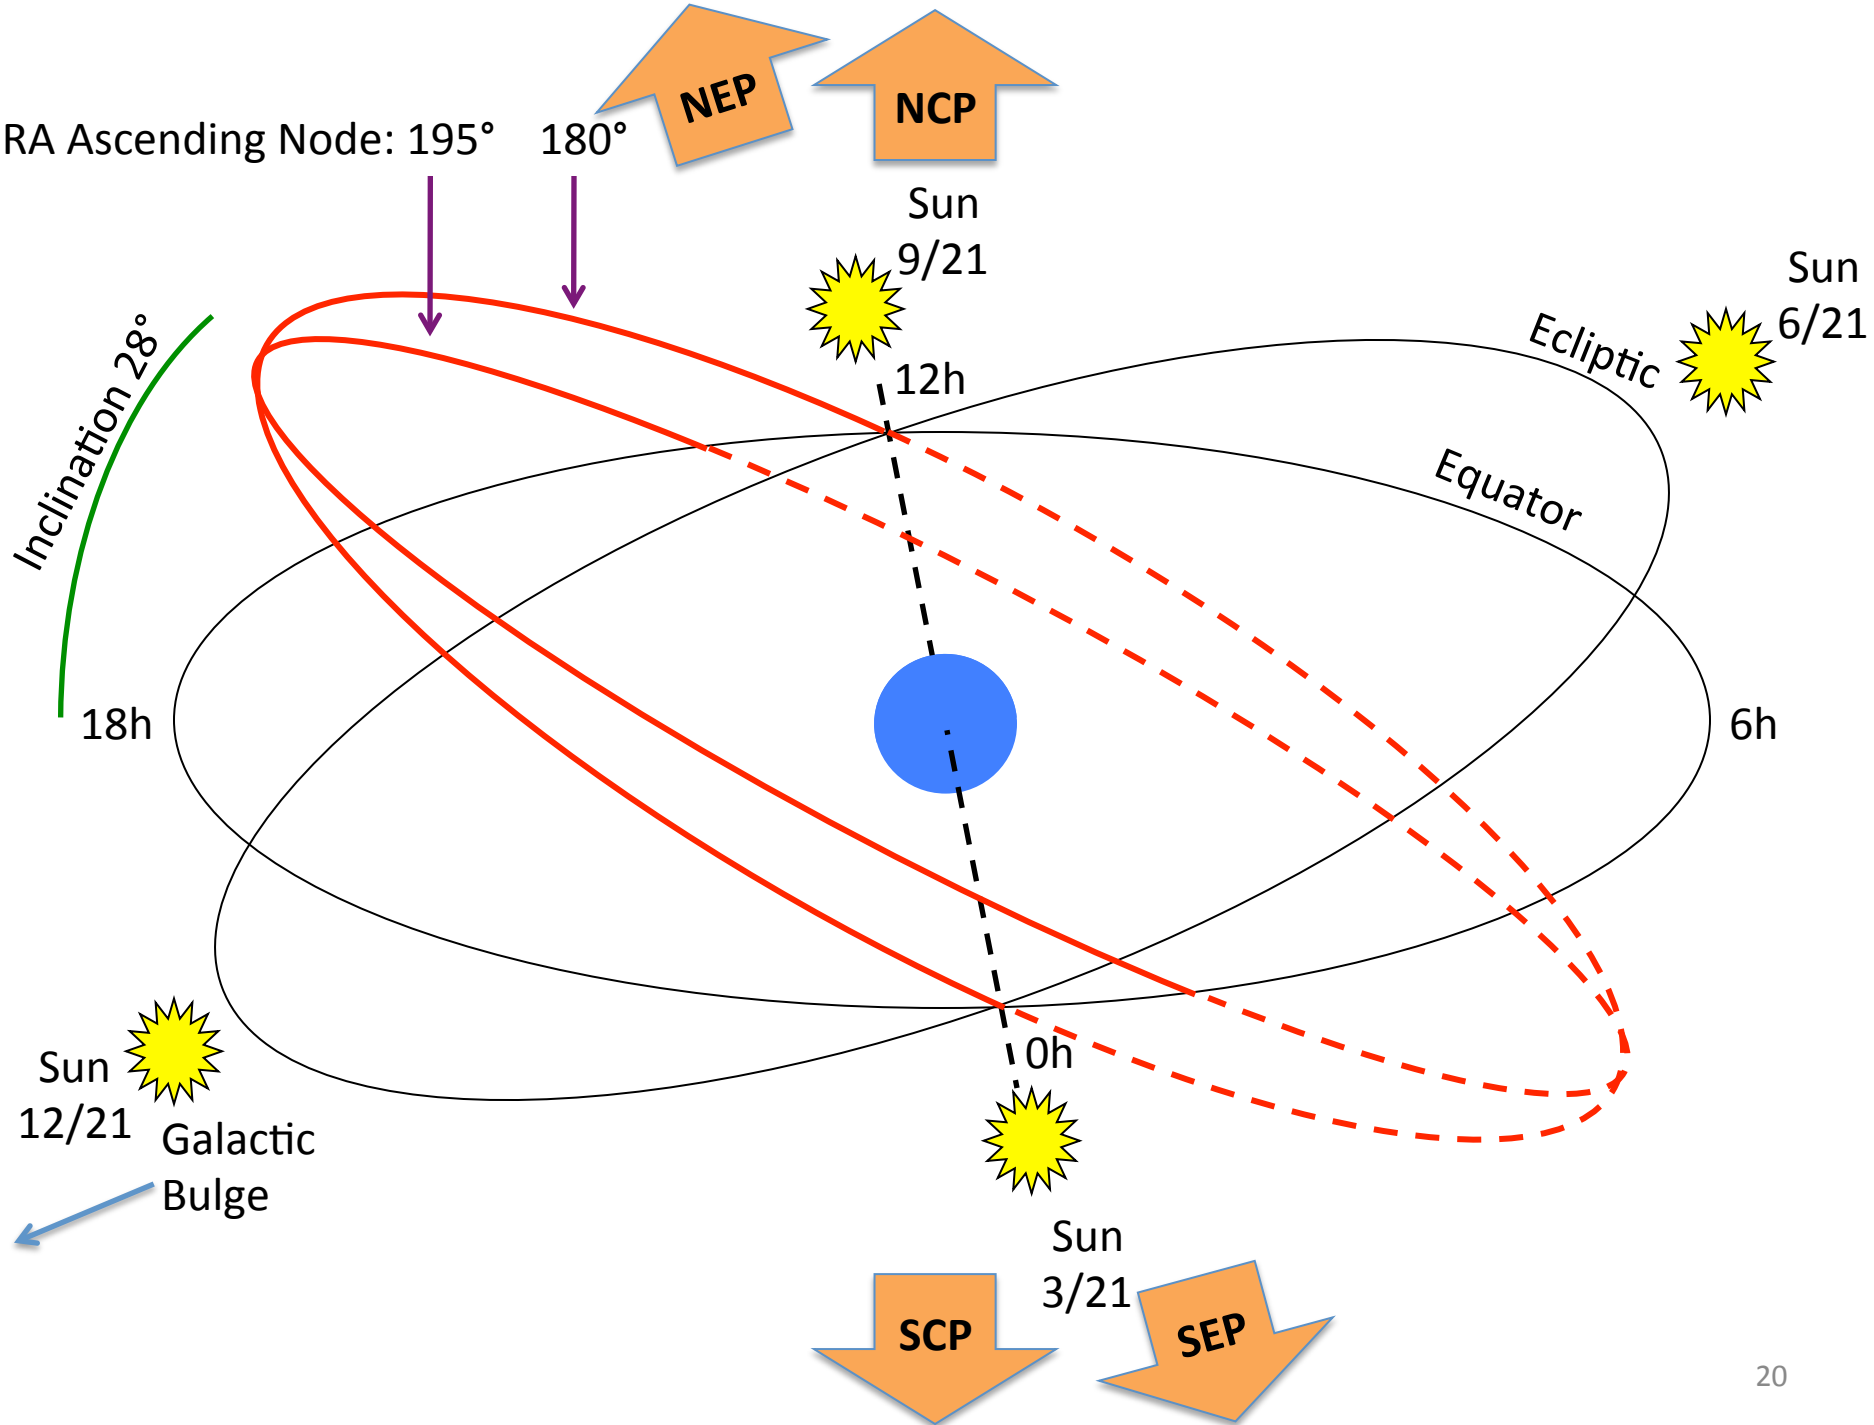 NEP
NCP
RA Ascending Node: 195° 180°
Sun
9/21
Sun
6/21
Ecliptic
Inclination 28°
12h
Equator
18h
6h
0h
Sun
12/21
Galactic
Bulge
Sun
3/21
SCP
SEP
20